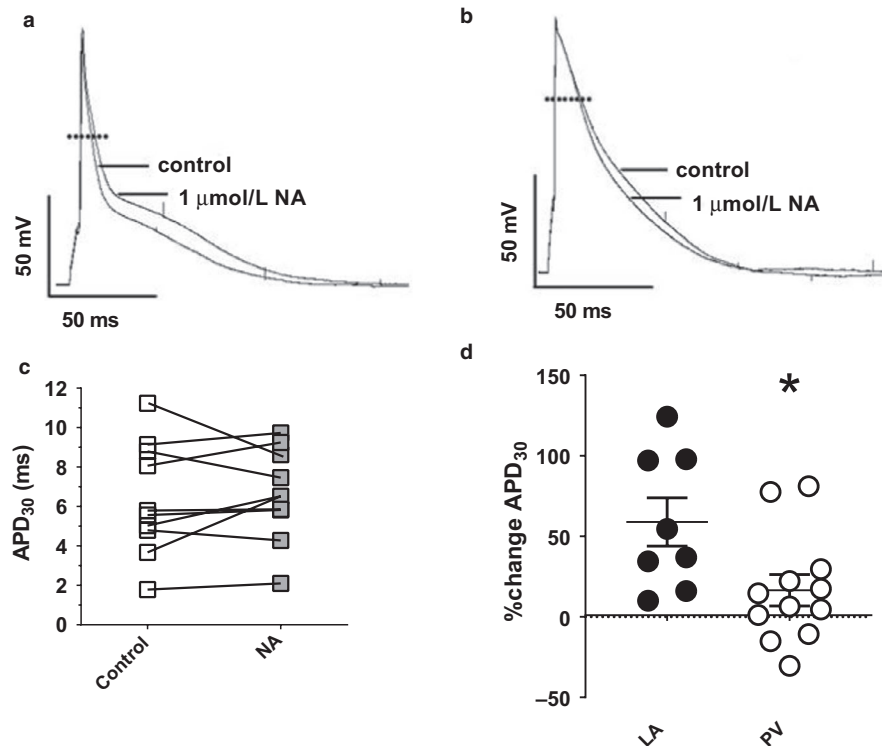 a
control
1 μmol/L NA
50 mV
50 ms
b
control
1 μmol/L NA
50 mV
50 ms
c
12
10
8
6
4
2
0
APD30 (ms)
Control
NA
d
150
100
50
0
–50
%change APD30
*
LA
PV